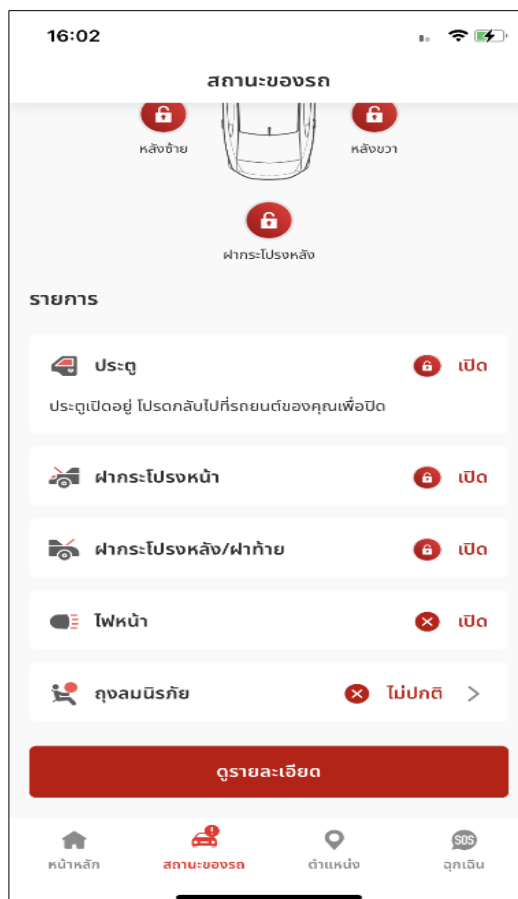 16:02
สถานะของรถ
หลังซ้าย
หลังขวา
ฝากระโปรงหลัง
รายการ
ประตู
เปิด
ประตูเปิดอยู่ โปรดกลับไปที่รถยนต์ของคุณเพื่อปิด
ฝากระโปรงหน้า
เปิด
ฝากระโปรงหลัง/ฝาท้าย
เปิด
ไฟหน้า
เปิด
ถุงลมนิรภัย
ไม่ปกติ
ดูรายละเอียด
SOS
หน้าหลัก
สถานะของรถ
ตำแหน่ง
ฉุกเฉิน